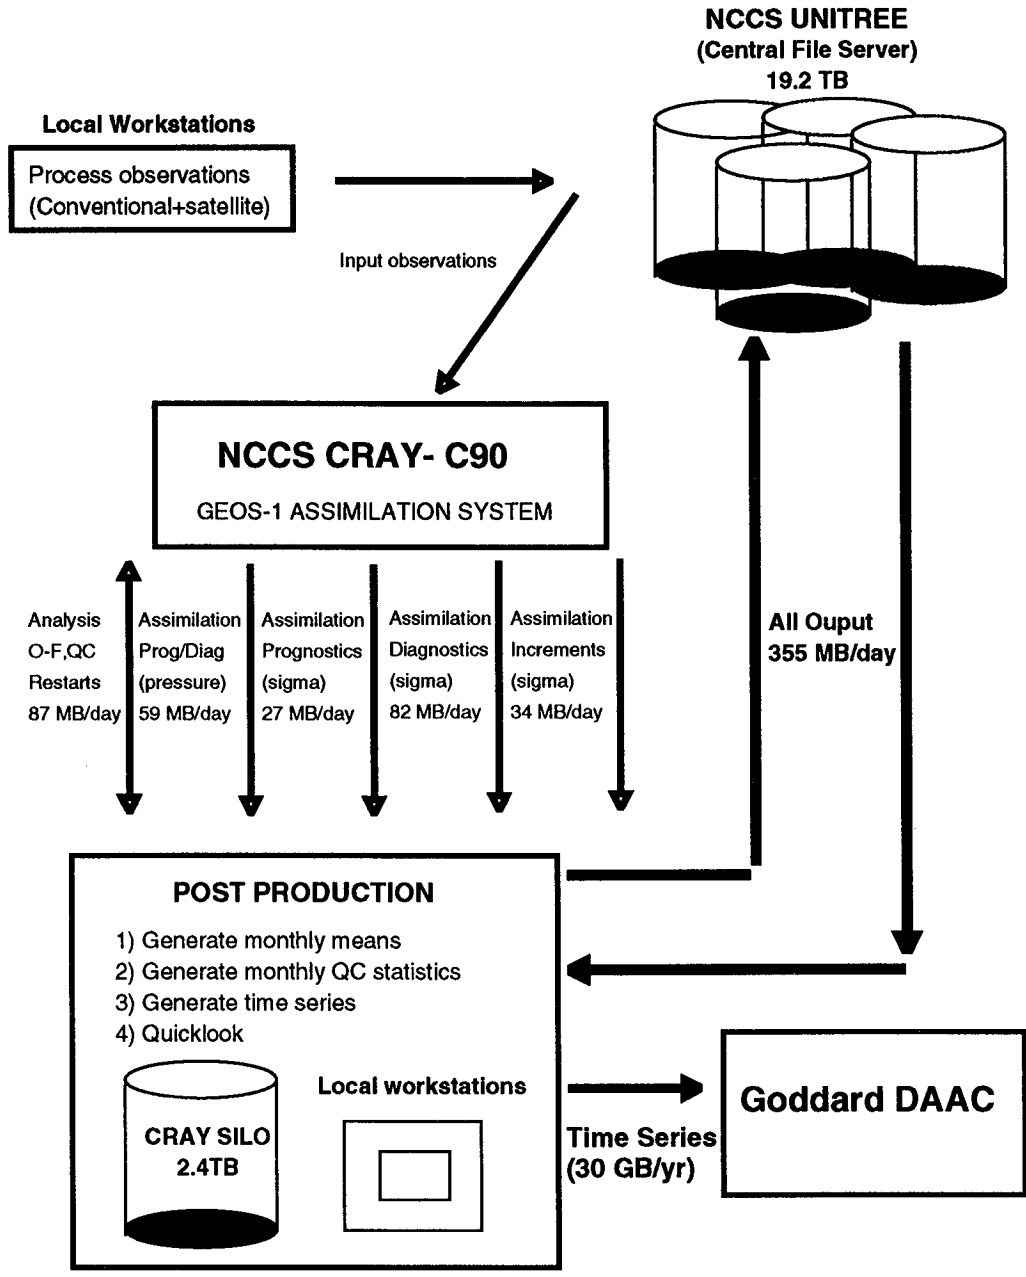 NCCS UNITREE
(Central File Server)
19.2 TB
Local Workstations
Process observations
(Conventional+satellite)
Input observations
NCCS CRAY- C90
GEOS-1 ASSIMILATION SYSTEM
Analysis
O-F,QC
Restarts
87 MB/day
Assimilation
Prog/Diag
(pressure)
59 MB/day
Assimilation
Prognostics
(sigma)
27 MB/day
Assimilation
Diagnostics
(sigma)
82 MB/day
Assimilation
Increments
(sigma)
34 MB/day
All Ouput
355 MB/day
POST PRODUCTION
1) Generate monthly means
2) Generate monthly QC statistics
3) Generate time series
4) Quicklook
CRAY SILO
2.4TB
Local workstations
Time Series
(30 GB/yr)
Goddard DAAC